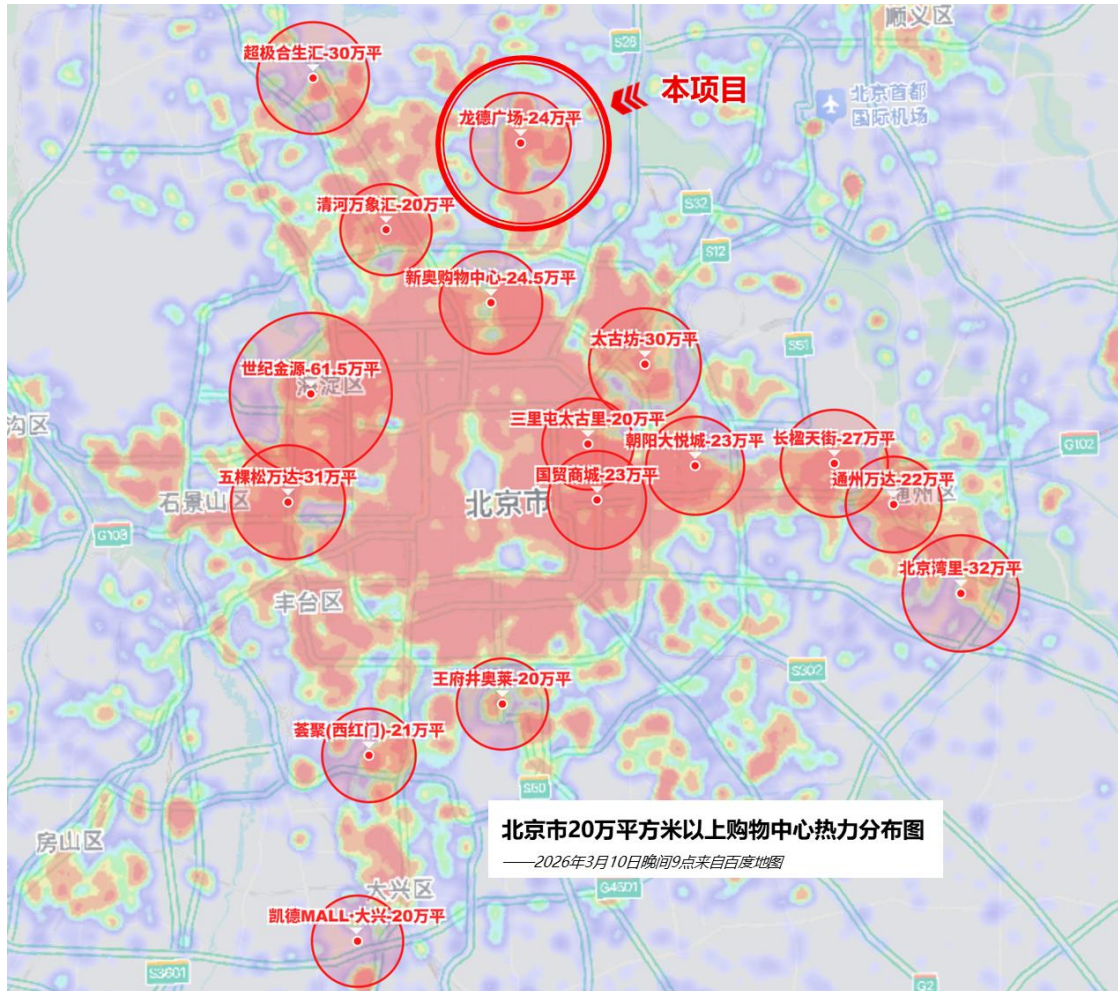 顺义区
S28
超极合生汇-30万平
本项目
北京首都
国际机场
龙德广场-24万平
清河万象汇-20万平
S32
S12
新奥购物中心-24.5万平
太古坊-30万平
S51
世纪金源-61.5万平
海淀区
沟区
三里屯太古里-20万平
朝阳大悦城-23万平
长楹天街-27万平
G102
五棵松万达-31万平
国贸商城-23万平
通州万达-22万平
石景山区
北京市
通州区
G108
北京湾里-32万平
丰台区
S302
王府井奥莱-20万平
荟聚(西红门)-21万平
北京市20万平方米以上购物中心热力分布图
——2026年3月10日晚间9点来自百度地图
房山区
大兴区
G4501
凯德MALL·大兴-20万平
S3601
G2